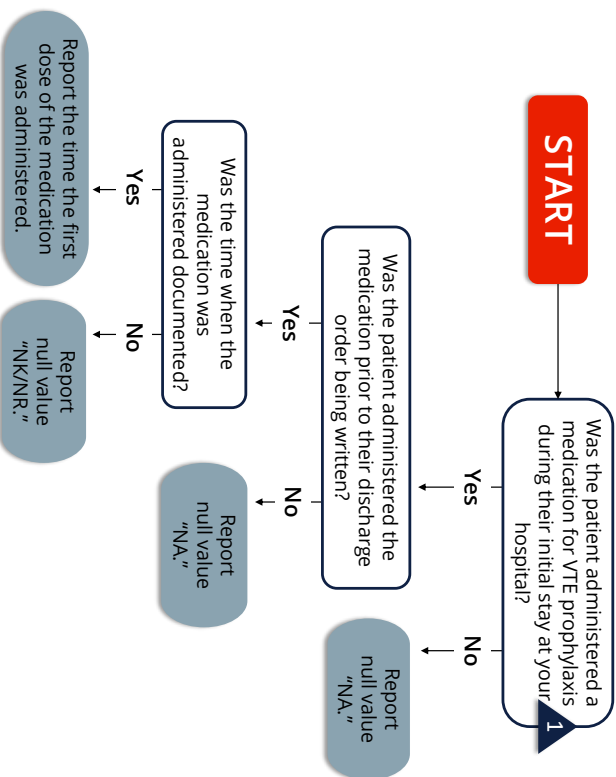 START
Was the patient administered a
medication for VTE prophylaxis
during their initial stay at your
hospital?
1
Yes
No
Was the patient administered the
medication prior to their discharge
order being written?
Report
null value
“NA.”
Yes
No
Was the time when the
medication was
administered documented?
Report
null value
“NA.”
Yes
No
Report the time the first
dose of the medication
was administered.
Report
null value
“NK/NR.”